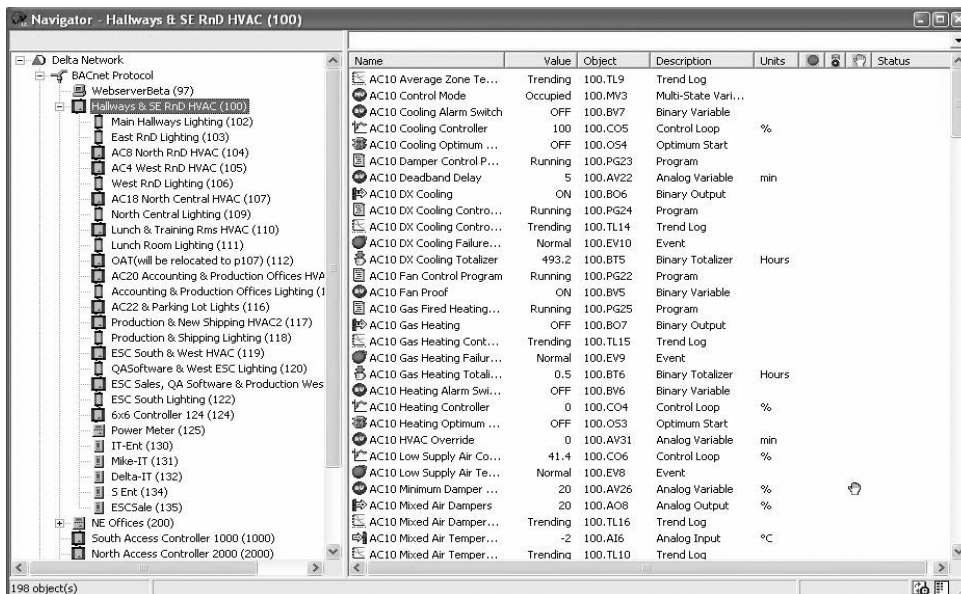 Navigator - Hallways & SE RnD HVAC (100)
Delta Network
BACnet Protocol
WebserverBeta (97)
Hallways & SE RnD HVAC (100)
Main Hallways Lighting (102)
East RnD Lighting (103)
AC8 North RnD HVAC (104)
AC4 West RnD HVAC (105)
West RnD Lighting (106)
AC18 North Central HVAC (107)
North Central Lighting (109)
Lunch & Training Rms HVAC (110)
Lunch Room Lighting (111)
OAT(will be relocated to p107) (112)
AC20 Accounting & Production Offices HVA
Accounting & Production Offices Lighting (1
AC22 & Parking Lot Lights (116)
Production & New Shipping HVAC2 (117)
Production & Shipping Lighting (118)
ESC South & West HVAC (119)
QASoftware & West ESC Lighting (120)
ESC Sales, QA Software & Production Wes
ESC South Lighting (122)
6x6 Controller 124 (124)
Power Meter (125)
IT-Ent (130)
Mike-IT (131)
Delta-IT (132)
S Ent (134)
ESCSale (135)
NE Offices (200)
South Access Controller 1000 (1000)
North Access Controller 2000 (2000)
Name Value Object Description Units Status
AC10 Average Zone Te... Trending 100.TL9 Trend Log
AC10 Control Mode Occupied 100.MV3 Multi-State Vari...
AC10 Cooling Alarm Switch OFF 100.BV7 Binary Variable
AC10 Cooling Controller 100 100.CO5 Control Loop %
AC10 Cooling Optimum ... OFF 100.OS4 Optimum Start
AC10 Damper Control P... Running 100.PG23 Program
AC10 Deadband Delay 5 100.AV22 Analog Variable min
AC10 DX Cooling ON 100.BO6 Binary Output
AC10 DX Cooling Contro... Running 100.PG24 Program
AC10 DX Cooling Contro... Trending 100.TL14 Trend Log
AC10 DX Cooling Failure... Normal 100.EV10 Event
AC10 DX Cooling Totalizer 493.2 100.BT5 Binary Totalizer Hours
AC10 Fan Control Program Running 100.PG22 Program
AC10 Fan Proof ON 100.BV5 Binary Variable
AC10 Gas Fired Heating... Running 100.PG25 Program
AC10 Gas Heating OFF 100.BO7 Binary Output
AC10 Gas Heating Cont... Trending 100.TL15 Trend Log
AC10 Gas Heating Failur... Normal 100.EV9 Event
AC10 Gas Heating Totali... 0.5 100.BT6 Binary Totalizer Hours
AC10 Heating Alarm Swi... OFF 100.BV6 Binary Variable
AC10 Heating Controller 0 100.CO4 Control Loop %
AC10 Heating Optimum ... OFF 100.OS3 Optimum Start
AC10 HVAC Override 0 100.AV31 Analog Variable min
AC10 Low Supply Air Co... 41.4 100.CO6 Control Loop %
AC10 Low Supply Air Te... Normal 100.EV8 Event
AC10 Minimum Damper ... 20 100.AV26 Analog Variable %
AC10 Mixed Air Dampers 20 100.AO8 Analog Output %
AC10 Mixed Air Damper... Trending 100.TL16 Trend Log
AC10 Mixed Air Temper... -2 100.AI6 Analog Input °C
AC10 Mixed Air Temper... Trending 100.TL10 Trend Log
198 object(s)